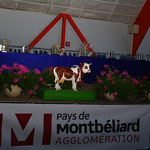 M
Pays de
Montbéliard
AGGLOMÉRATION